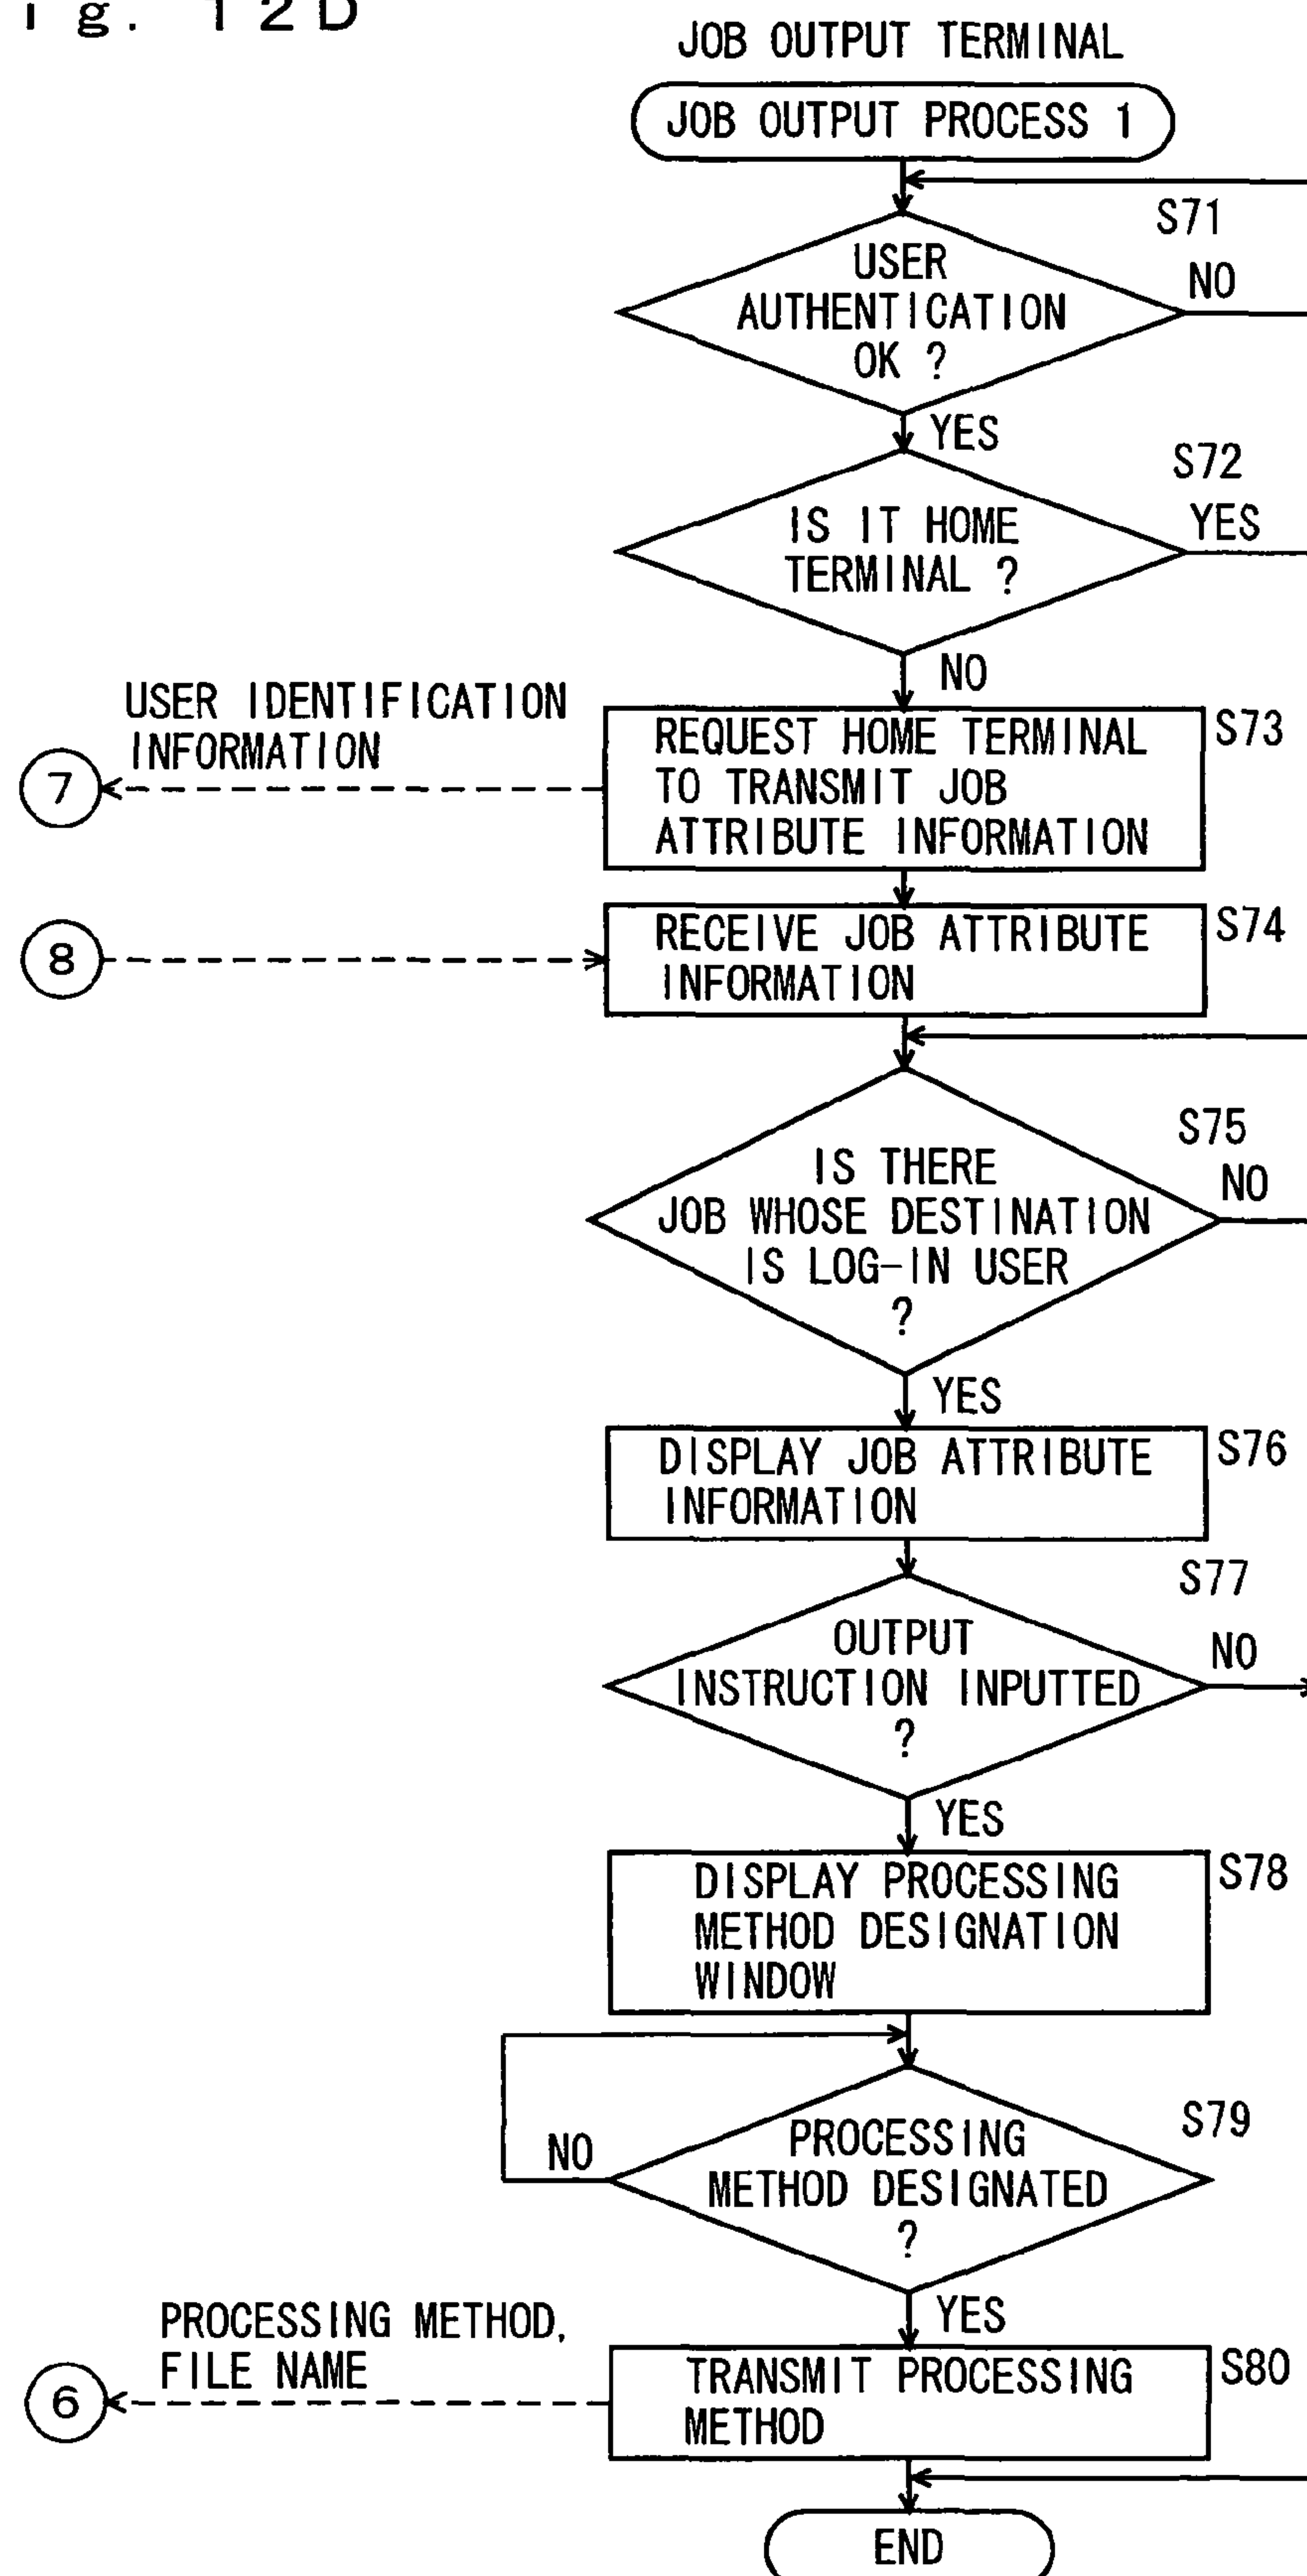 ig. 12D
JOB OUTPUT TERMINAL
JOB OUTPUT PROCESS 1
S71
USER
AUTHENTICATION
OK ?
NO
YES
S72
IS IT HOME
TERMINAL ?
YES
NO
USER IDENTIFICATION
INFORMATION
7
REQUEST HOME TERMINAL
TO TRANSMIT JOB
ATTRIBUTE INFORMATION
S73
8
RECEIVE JOB ATTRIBUTE
INFORMATION
S74
S75
IS THERE
JOB WHOSE DESTINATION
IS LOG-IN USER
?
NO
YES
DISPLAY JOB ATTRIBUTE
INFORMATION
S76
S77
OUTPUT
INSTRUCTION INPUTTED
?
NO
YES
DISPLAY PROCESSING
METHOD DESIGNATION
WINDOW
S78
S79
PROCESSING
METHOD DESIGNATED
?
NO
YES
PROCESSING METHOD,
FILE NAME
6
TRANSMIT PROCESSING
METHOD
S80
END